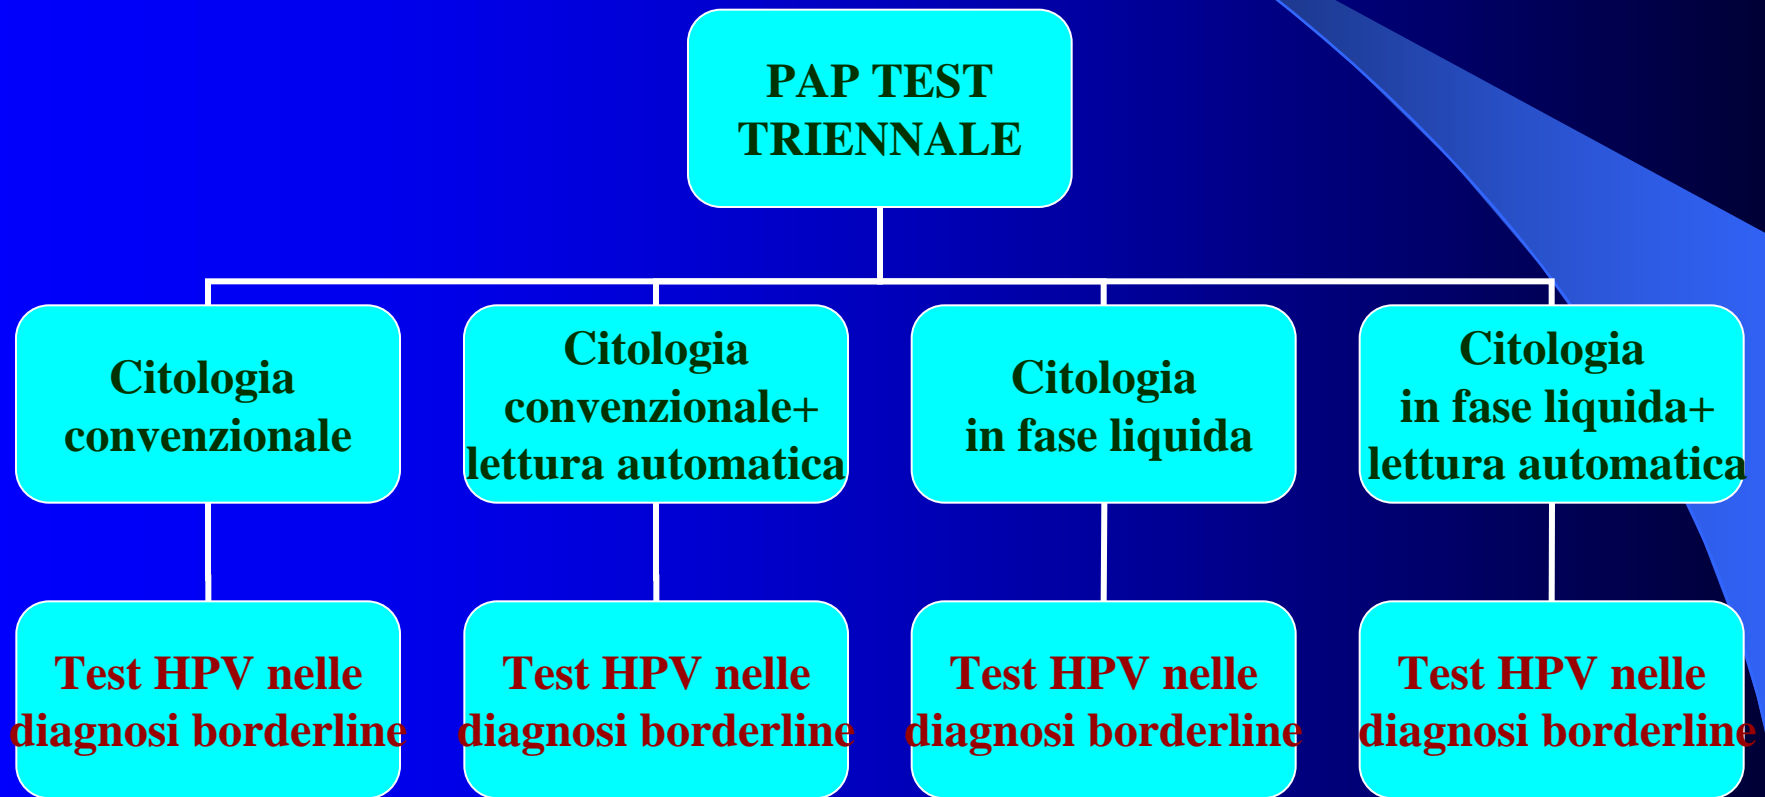 PAP TEST
TRIENNALE
Citologia
convenzionale
Citologia
convenzionale+
lettura automatica
Citologia
in fase liquida
Citologia
in fase liquida+
lettura automatica
Test HPV nelle
diagnosi borderline
Test HPV nelle
diagnosi borderline
Test HPV nelle
diagnosi borderline
Test HPV nelle
diagnosi borderline